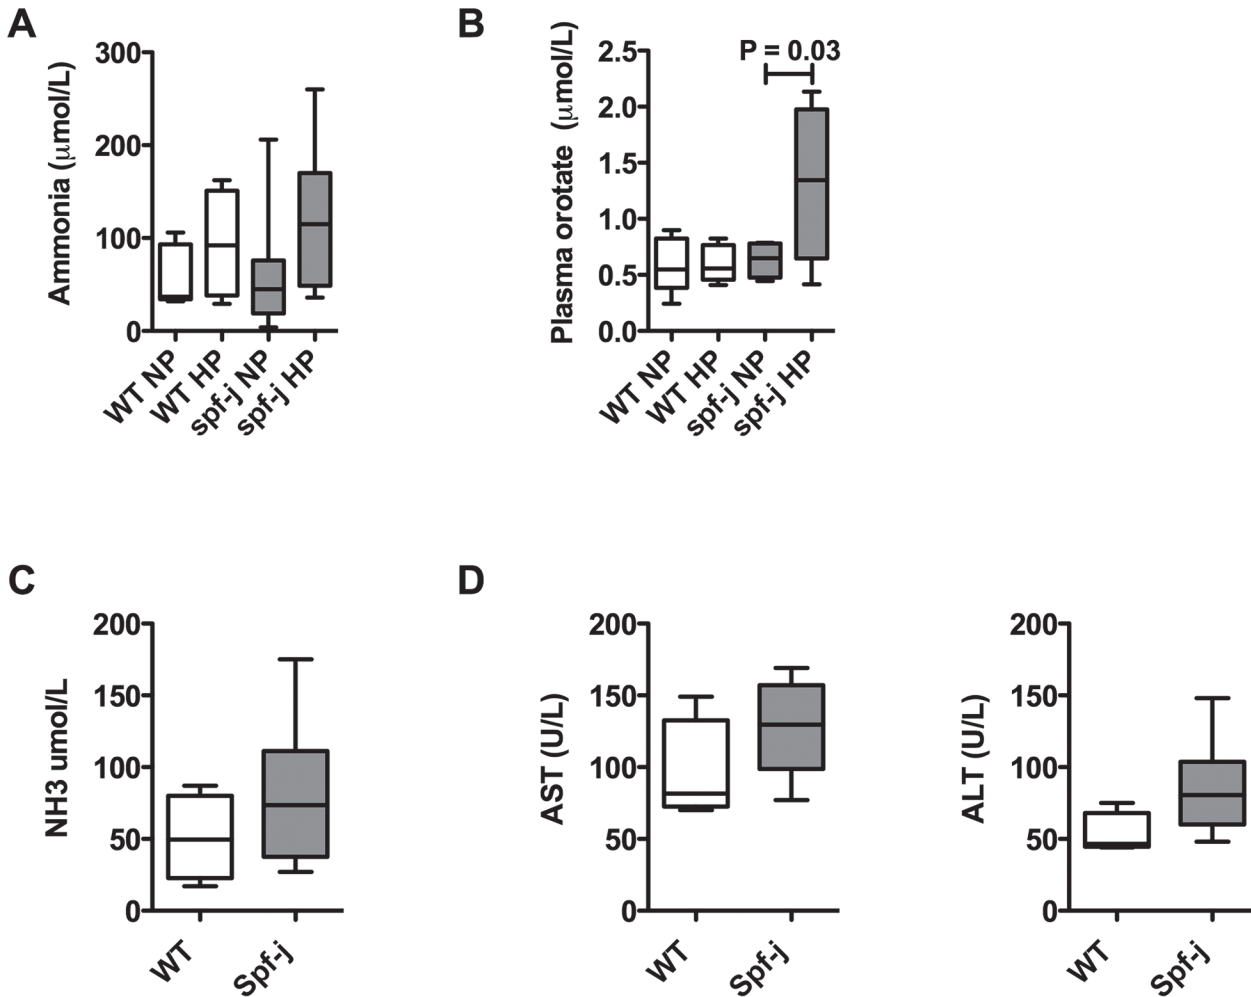 A
Ammonia (μmol/L)
300
200
100
0
WT NP
WT HP
spf-j NP
spf-j HP
B
Plasma orotate (μmol/L)
P = 0.03
2.5
2.0
1.5
1.0
0.5
0.0
WT NP
WT HP
spf-j NP
spf-j HP
C
NH3 umol/L
200
150
100
50
0
WT
Spf-j
D
AST (U/L)
200
150
100
50
0
WT
Spf-j
ALT (U/L)
200
150
100
50
0
WT
Spf-j